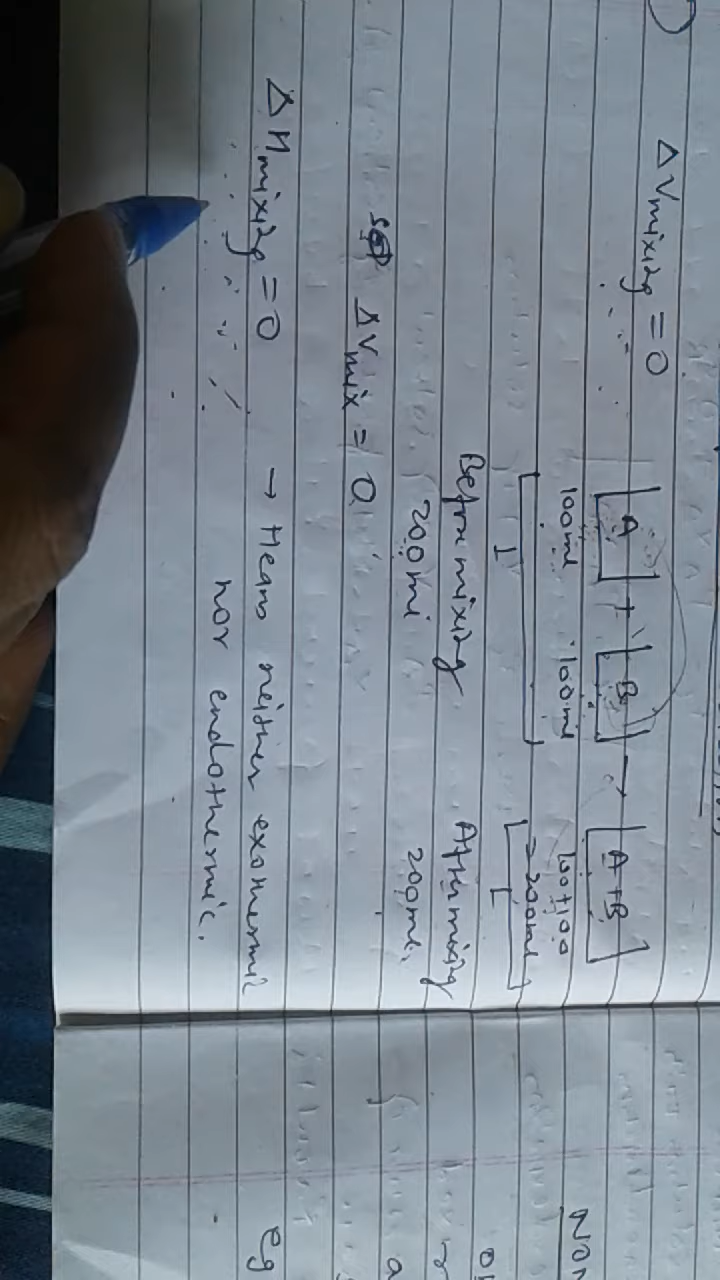 ΔVmixing = 0
A + B → A+B
100ml 100ml 100+100
= 200ml
Before mixing After mixing
200ml 200ml.
ΔVmix = 0
ΔHmixing = 0 → Means neither exothermic
nor endothermic.
eg